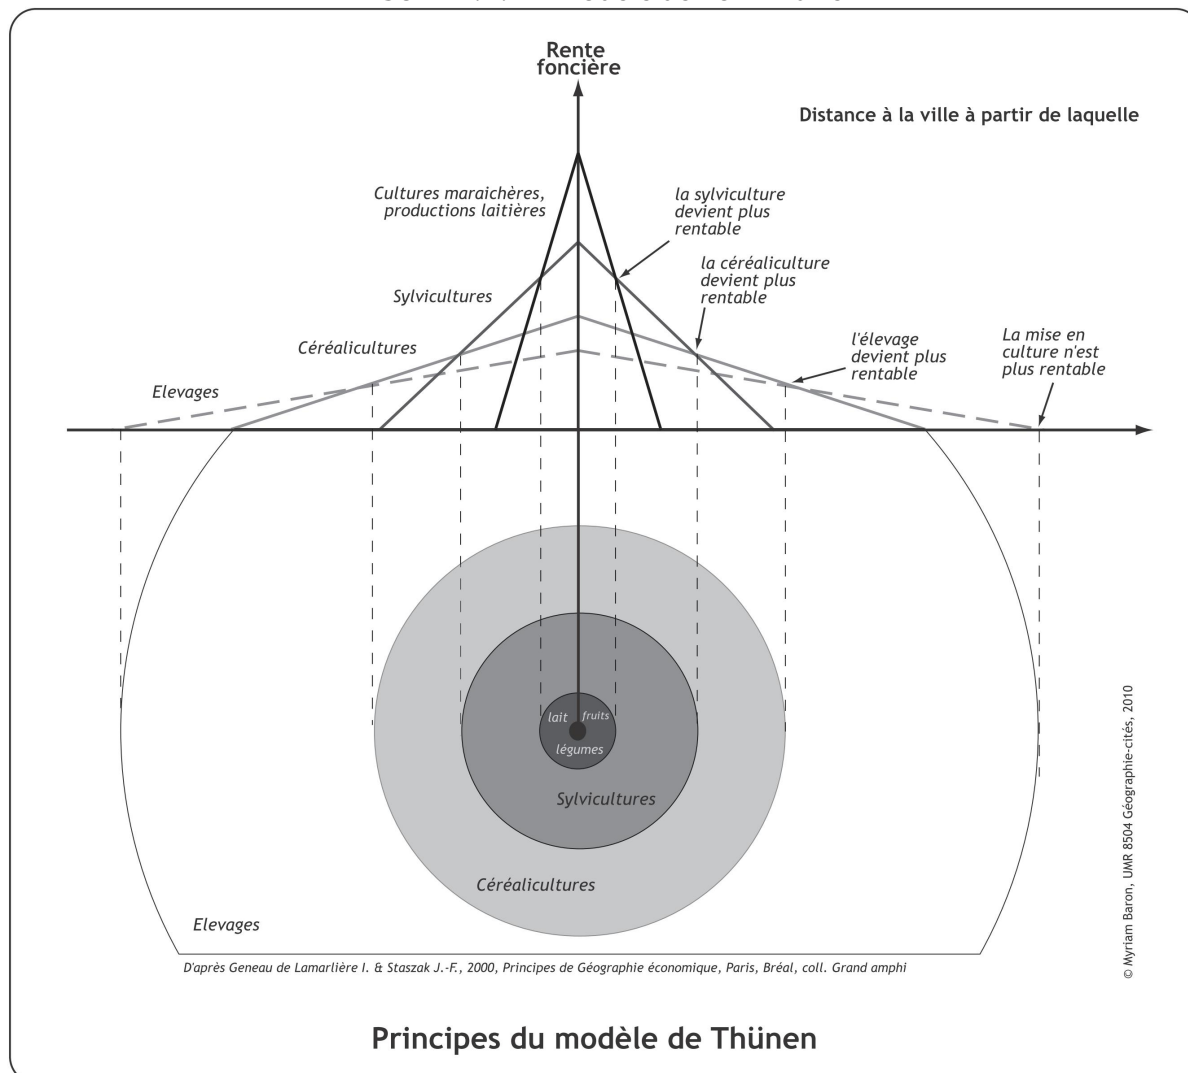 Rente
foncière
Distance à la ville à partir de laquelle
Cultures maraichères,
productions laitières
la sylviculture
devient plus
rentable
la céréaliculture
devient plus
rentable
Sylvicultures
Céréalicultures
l'élevage
devient plus
rentable
La mise en
culture n'est
plus rentable
Elevages
lait
fruits
légumes
Sylvicultures
Céréalicultures
Elevages
D'après Geneau de Lamarlière I. & Staszak J.-F., 2000, Principes de Géographie économique, Paris, Bréal, coll. Grand amphi
© Myriam Baron, UMR 8504 Géographie-cités, 2010
Principes du modèle de Thünen